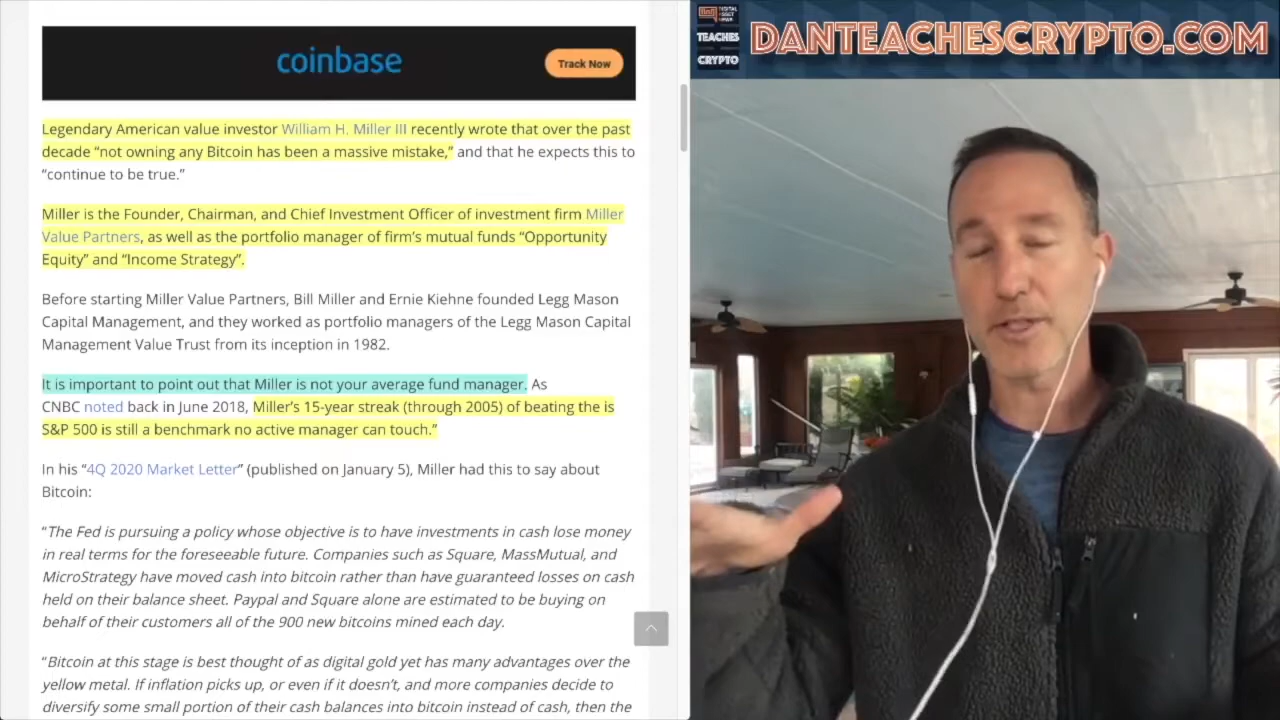 coinbase
Track Now
Legendary American value investor William H. Miller III recently wrote that over the past
decade “not owning any Bitcoin has been a massive mistake,” and that he expects this to
“continue to be true.”
Miller is the Founder, Chairman, and Chief Investment Officer of investment firm Miller
Value Partners, as well as the portfolio manager of firm’s mutual funds “Opportunity
Equity” and “Income Strategy”.
Before starting Miller Value Partners, Bill Miller and Ernie Kiehne founded Legg Mason
Capital Management, and they worked as portfolio managers of the Legg Mason Capital
Management Value Trust from its inception in 1982.
It is important to point out that Miller is not your average fund manager. As
CNBC noted back in June 2018, Miller’s 15-year streak (through 2005) of beating the is
S&P 500 is still a benchmark no active manager can touch.”
In his “4Q 2020 Market Letter” (published on January 5), Miller had this to say about
Bitcoin:
“The Fed is pursuing a policy whose objective is to have investments in cash lose money
in real terms for the foreseeable future. Companies such as Square, MassMutual, and
MicroStrategy have moved cash into bitcoin rather than have guaranteed losses on cash
held on their balance sheet. Paypal and Square alone are estimated to be buying on
behalf of their customers all of the 900 new bitcoins mined each day.
“Bitcoin at this stage is best thought of as digital gold yet has many advantages over the
yellow metal. If inflation picks up, or even if it doesn’t, and more companies decide to
diversify some small portion of their cash balances into bitcoin instead of cash, then the
DIGITAL
ASSET
NEWS
TEACHES
CRYPTO
DANTEACHESCRYPTO.COM